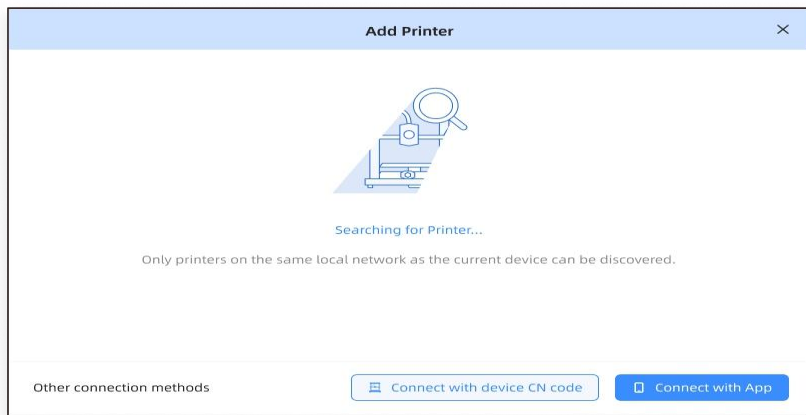 Add Printer
Searching for Printer...
Only printers on the same local network as the current device can be discovered.
Other connection methods
Connect with device CN code
Connect with App